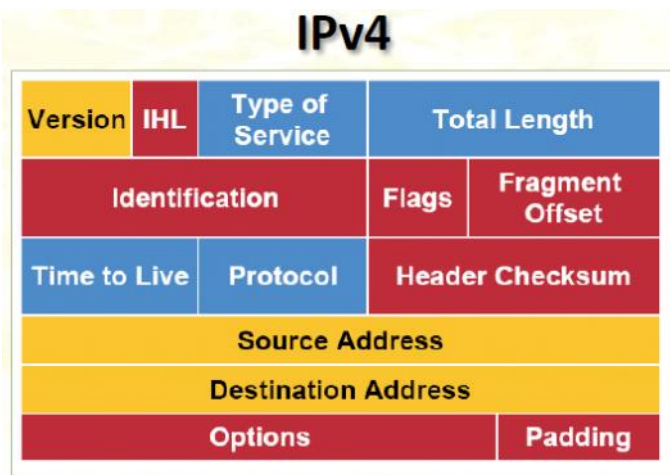 IPv4
Version IHL Type of Service Total Length
Identification Flags Fragment Offset
Time to Live Protocol Header Checksum
Source Address
Destination Address
Options Padding